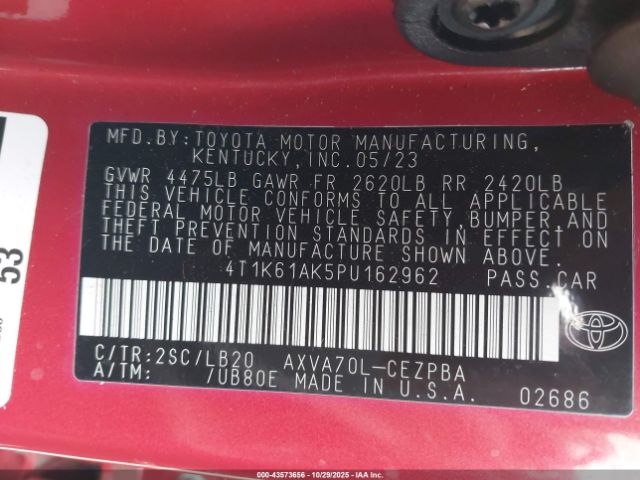 MFD.BY:TOYOTA MOTOR MANUFACTURING,
KENTUCKY,INC.05/23
GVWR 4475LB GAWR FR 2620LB RR 2420LB
THIS VEHICLE CONFORMS TO ALL APPLICABLE
FEDERAL MOTOR VEHICLE SAFETY,BUMPER AND
THEFT PREVENTION STANDARDS IN EFFECT ON
THE DATE OF MANUFACTURE SHOWN ABOVE.
4T1K61AK5PU162962 PASS.CAR
C/TR:2SC/LB20 AXVA70L-CEZPBA
A/TM: /UB80E MADE IN U.S.A.
02686
53
000-43573656 • 10/29/2025 • IAAI.COM